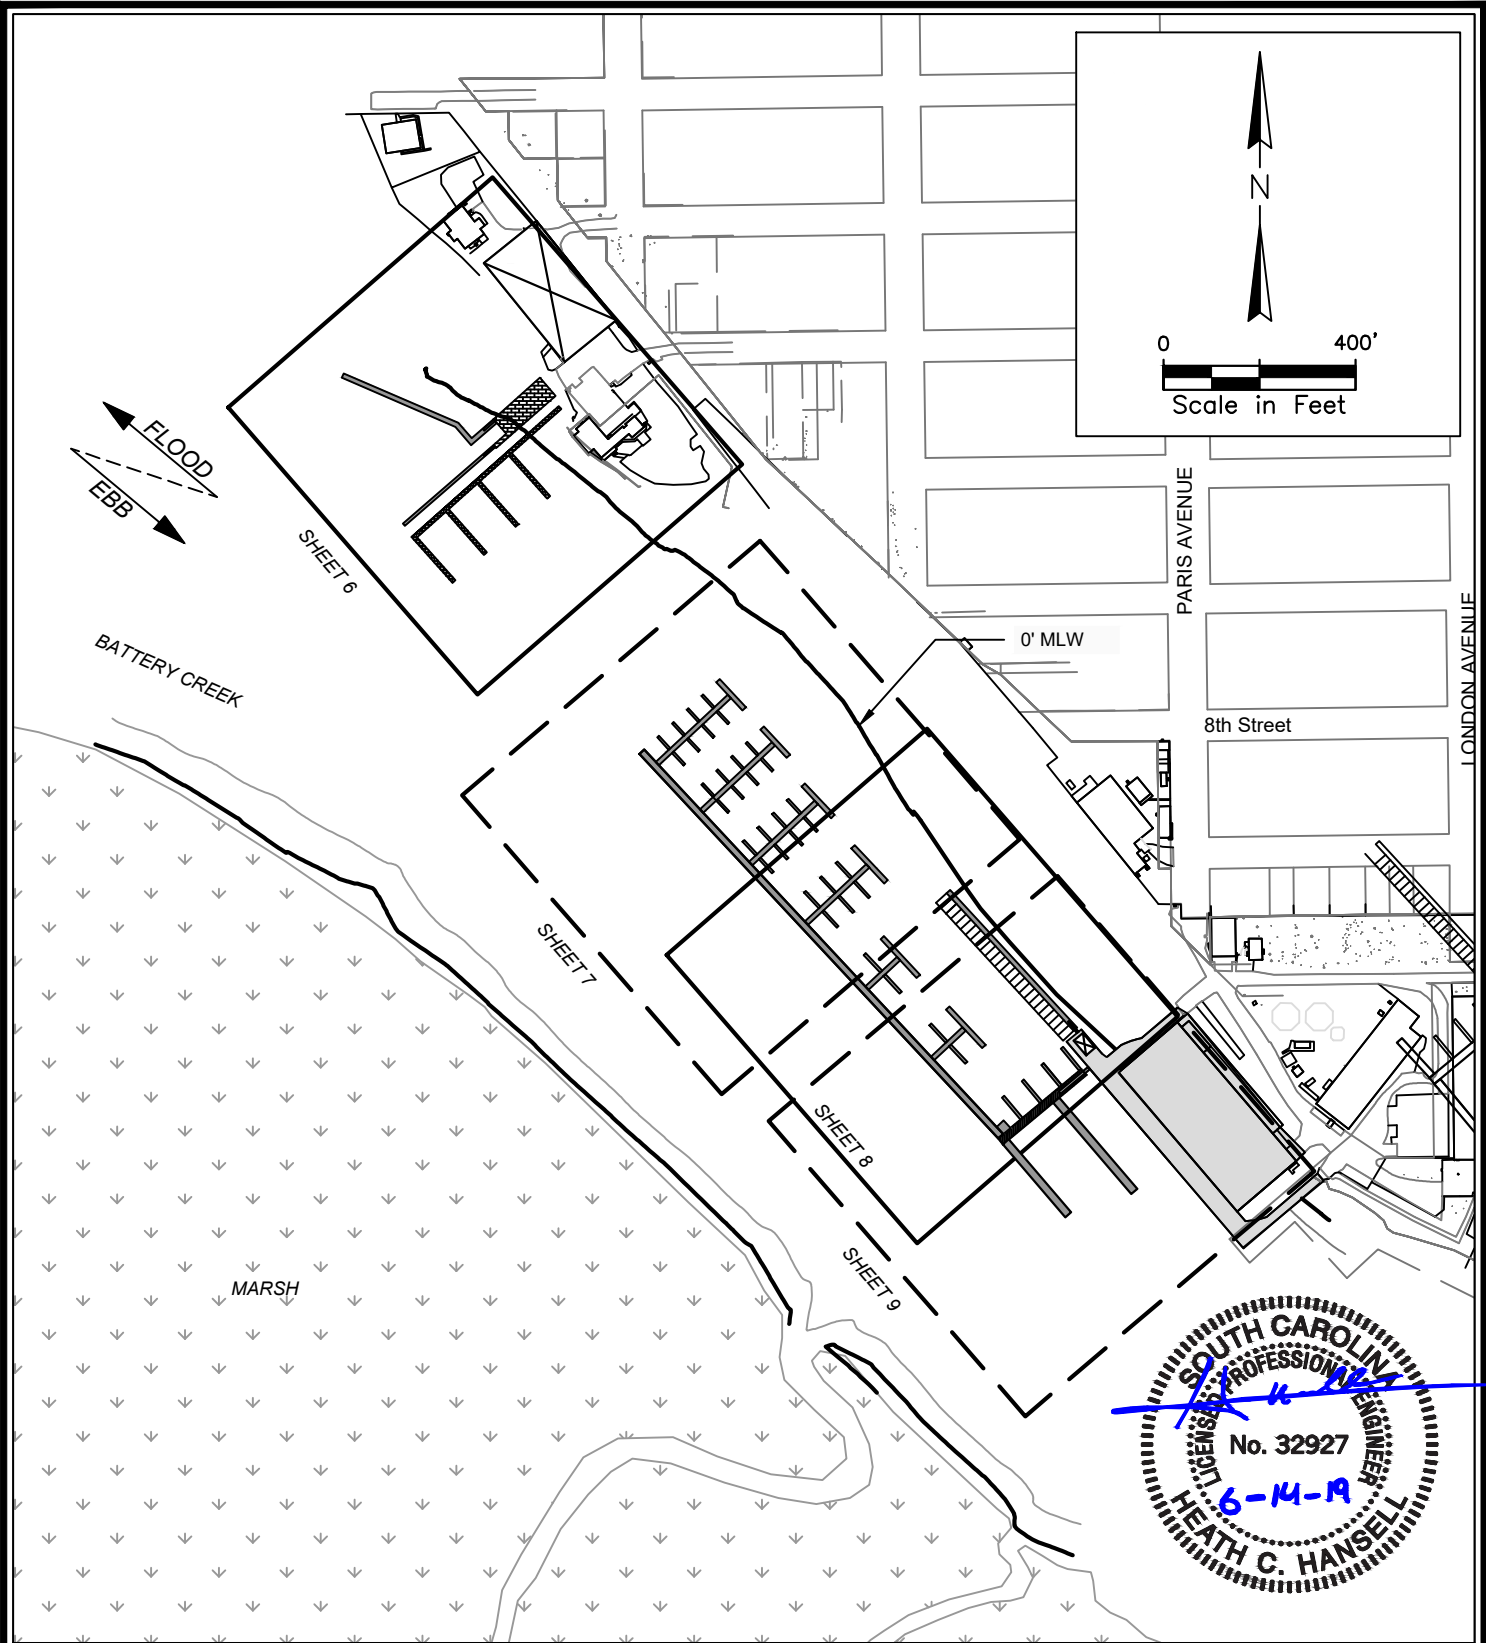 N
0 400'
Scale in Feet
FLOOD
EBB
SHEET 6
BATTERY CREEK
PARIS AVENUE
LONDON AVENUE
0' MLW
8th Street
SHEET 7
SHEET 8
SHEET 9
MARSH
SOUTH CAROLINA
LICENSED PROFESSIONAL ENGINEER
No. 32927
6-14-19
HEATH C. HANSELL